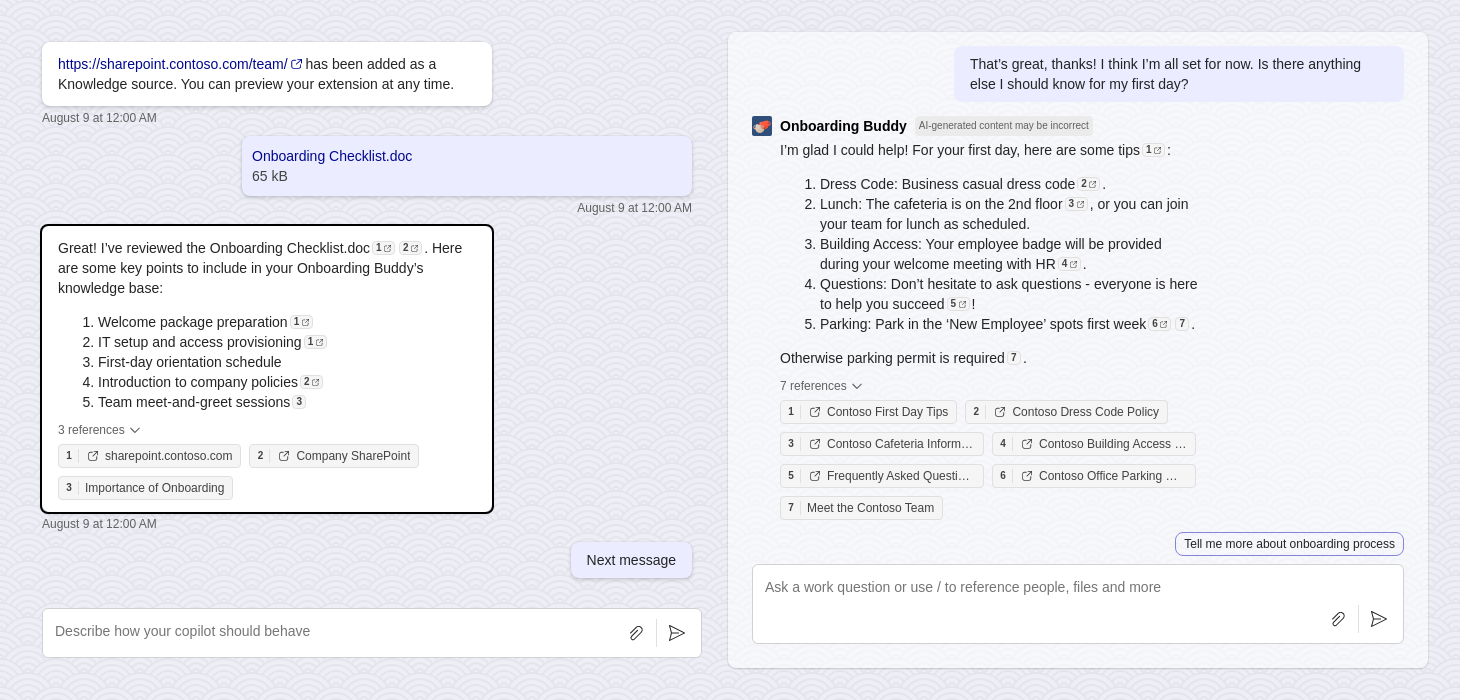 https://sharepoint.contoso.com/team/ has been added as a
Knowledge source. You can preview your extension at any time.
August 9 at 12:00 AM
Onboarding Checklist.doc
65 kB
August 9 at 12:00 AM
Great! I’ve reviewed the Onboarding Checklist.doc 1 2 . Here
are some key points to include in your Onboarding Buddy’s
knowledge base:
1. Welcome package preparation 1
2. IT setup and access provisioning 1
3. First-day orientation schedule
4. Introduction to company policies 2
5. Team meet-and-greet sessions 3
3 references
1 sharepoint.contoso.com 2 Company SharePoint
3 Importance of Onboarding
August 9 at 12:00 AM
Next message
Describe how your copilot should behave
That’s great, thanks! I think I’m all set for now. Is there anything
else I should know for my first day?
Onboarding Buddy AI-generated content may be incorrect
I’m glad I could help! For your first day, here are some tips 1 :
1. Dress Code: Business casual dress code 2 .
2. Lunch: The cafeteria is on the 2nd floor 3 , or you can join
your team for lunch as scheduled.
3. Building Access: Your employee badge will be provided
during your welcome meeting with HR 4 .
4. Questions: Don’t hesitate to ask questions - everyone is here
to help you succeed 5 !
5. Parking: Park in the ‘New Employee’ spots first week 6 7 .
Otherwise parking permit is required 7 .
7 references
1 Contoso First Day Tips 2 Contoso Dress Code Policy
3 Contoso Cafeteria Inform… 4 Contoso Building Access …
5 Frequently Asked Questi… 6 Contoso Office Parking …
7 Meet the Contoso Team
Tell me more about onboarding process
Ask a work question or use / to reference people, files and more